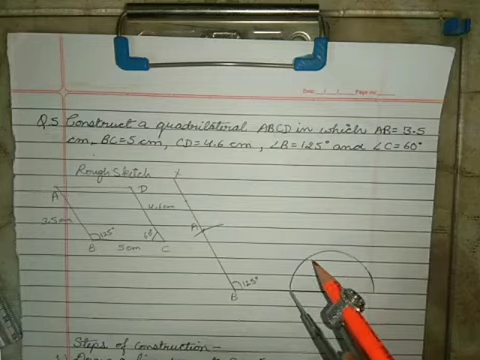 Date: / / Page no:
Q.5 Construct a quadrilateral ABCD in which AB = 3.5
cm, BC = 5 cm, CD = 4.6 cm, ∠B = 125° and ∠C = 60°
Rough Sketch
X
A
D
3.5cm
4.6cm
A
125°
60°
B
5cm
C
125°
B
Steps of construction –